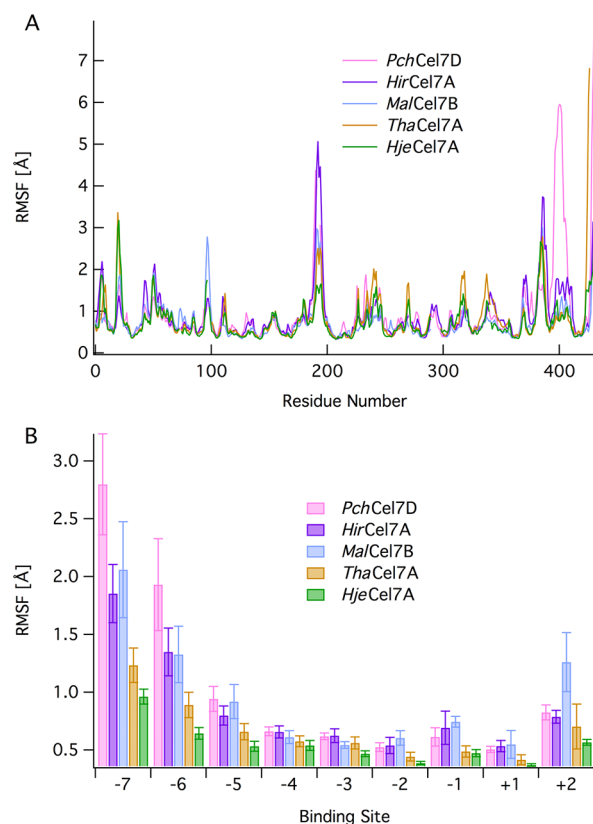 A
RMSF [Å]
7
6
5
4
3
2
1
0
PchCel7D
HirCel7A
MalCel7B
ThaCel7A
HjeCel7A
0 100 200 300 400
Residue Number
B
RMSF [Å]
3.0
2.5
2.0
1.5
1.0
0.5
PchCel7D
HirCel7A
MalCel7B
ThaCel7A
HjeCel7A
-7 -6 -5 -4 -3 -2 -1 +1 +2
Binding Site